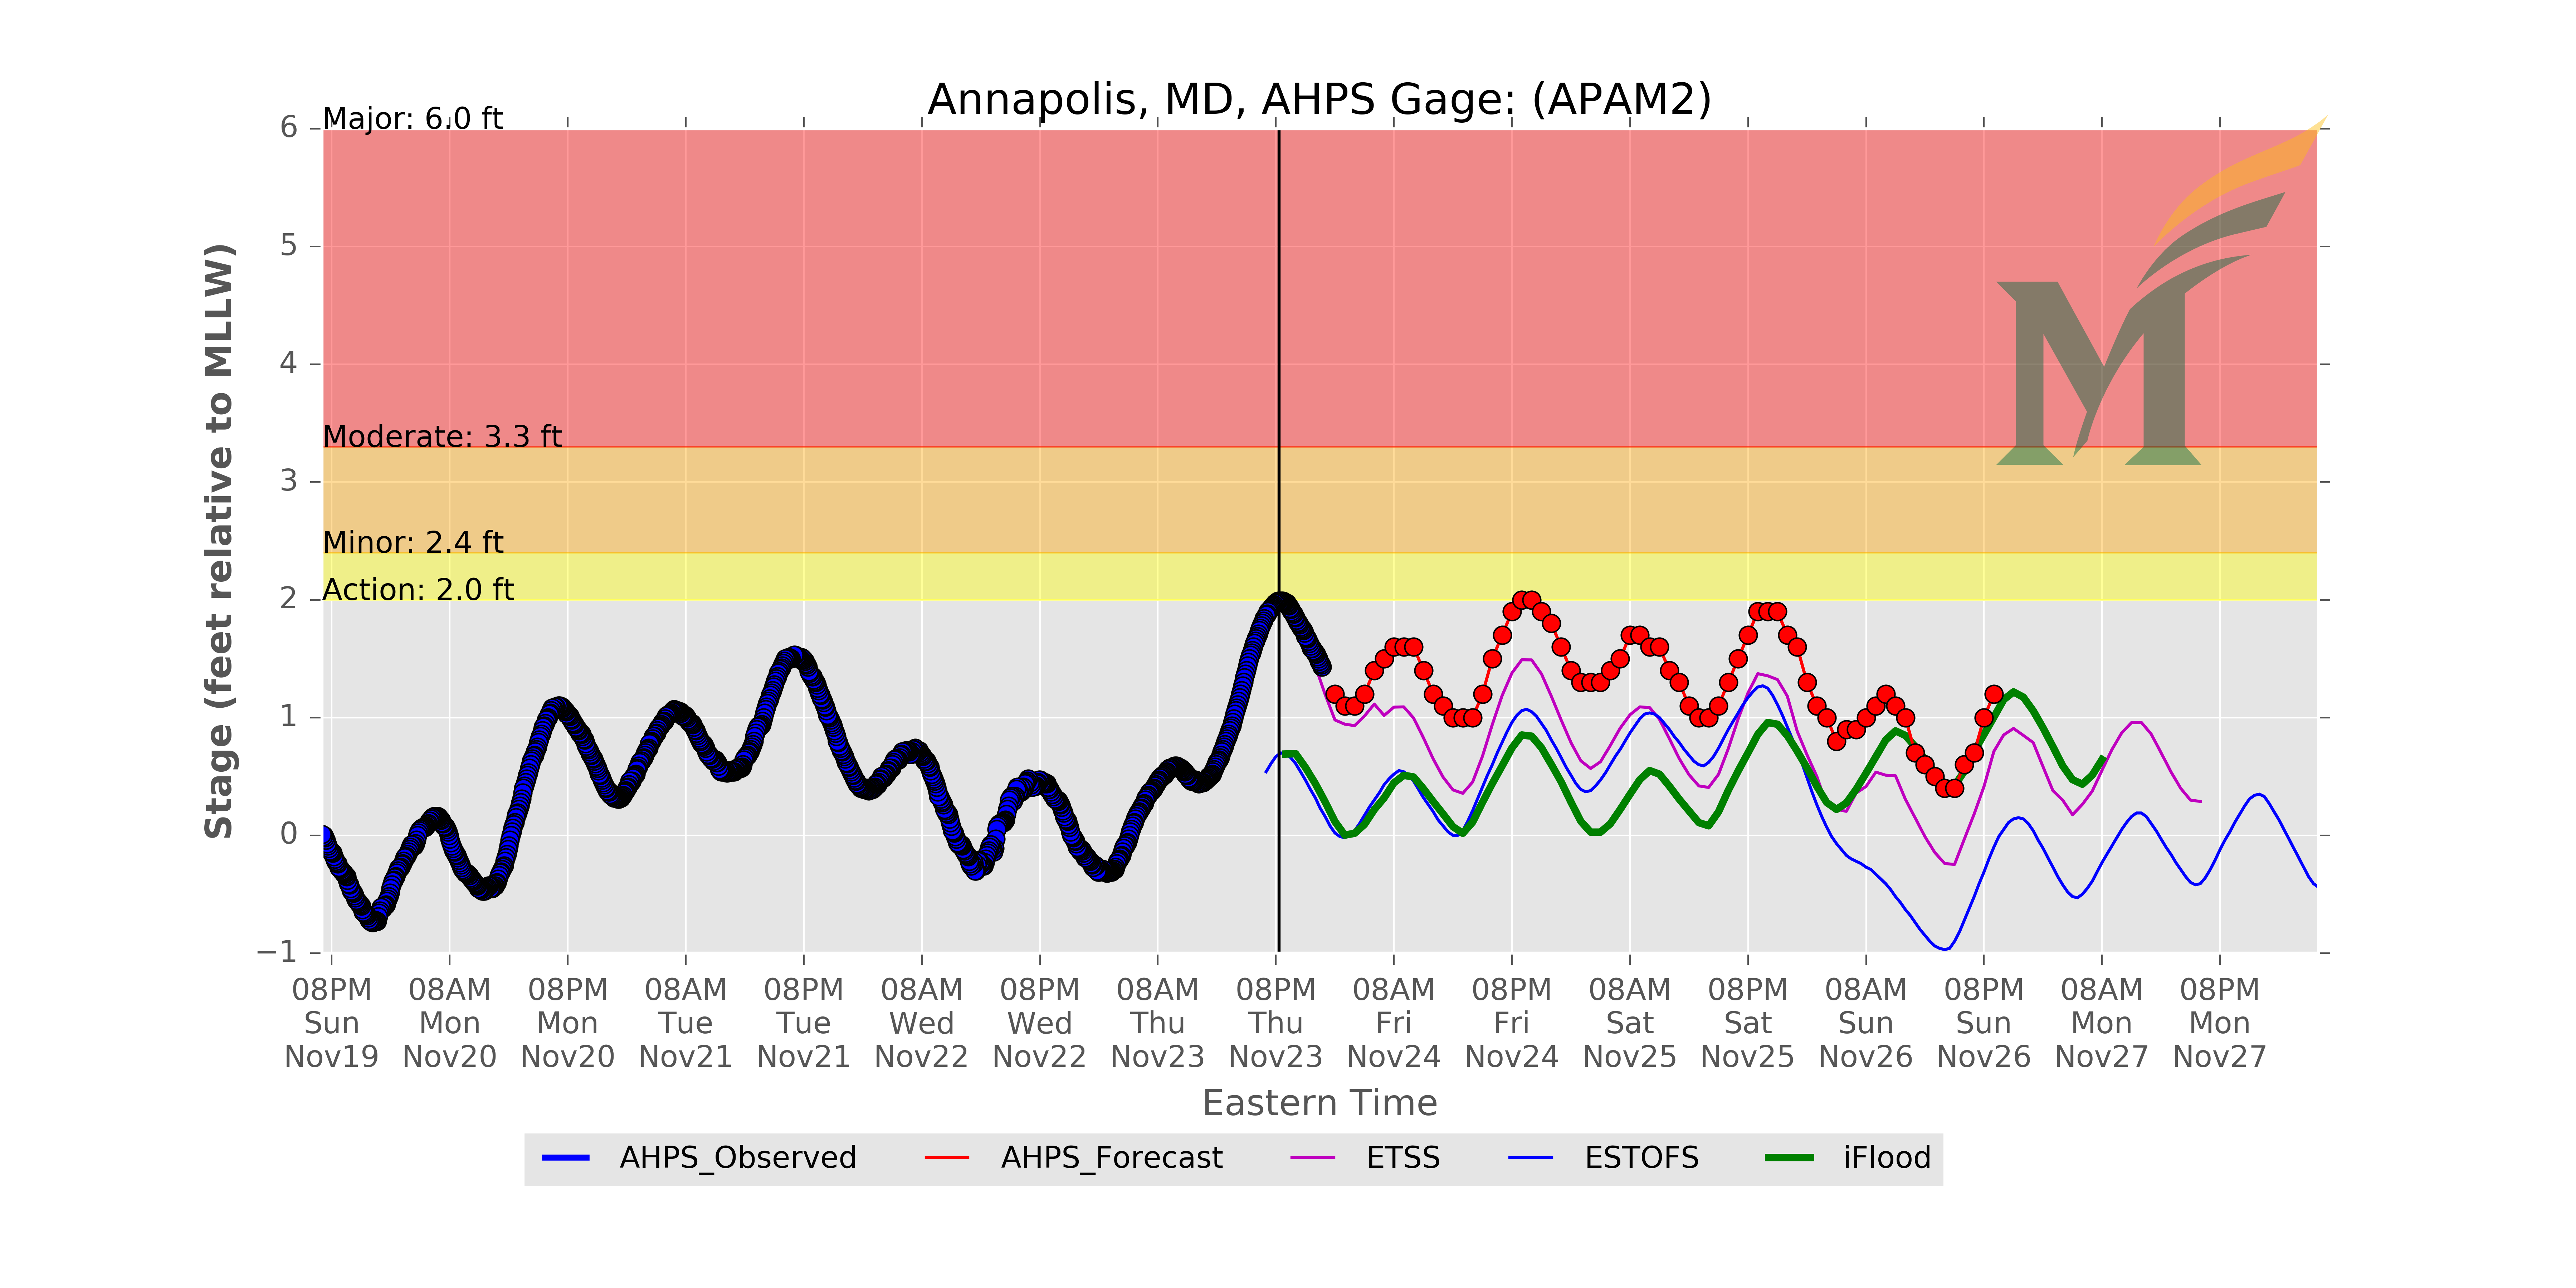 Annapolis, MD, AHPS Gage: (APAM2)
Major: 6.0 ft
Moderate: 3.3 ft
Minor: 2.4 ft
Action: 2.0 ft
Stage (feet relative to MLLW)
6
5
4
3
2
1
0
−1
08PM 08AM 08PM 08AM 08PM 08AM 08PM 08AM 08PM 08AM 08PM 08AM 08PM 08AM 08PM 08AM 08PM
Sun Mon Mon Tue Tue Wed Wed Thu Thu Fri Fri Sat Sat Sun Sun Mon Mon
Nov19 Nov20 Nov20 Nov21 Nov21 Nov22 Nov22 Nov23 Nov23 Nov24 Nov24 Nov25 Nov25 Nov26 Nov26 Nov27 Nov27
Eastern Time
AHPS_Observed AHPS_Forecast ETSS ESTOFS iFlood